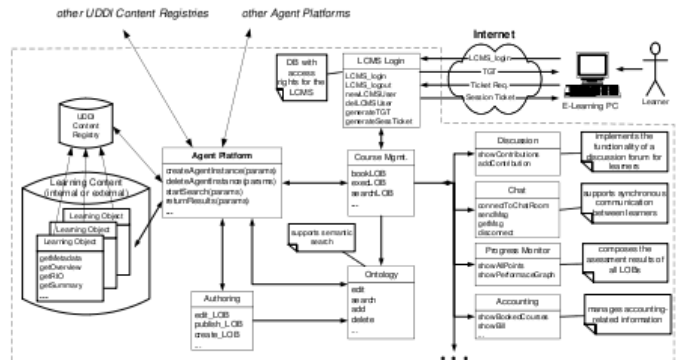 other UDDI Content Registries
other Agent Platforms
Internet
DB with
access
rights for the
LCMS
LCMS Login
LCMS_login
LCMS_logout
newLCMSUser
delLCMSUser
generateTGT
generateSessTicket
LCMS_login
TGT
Ticket Req.
Session Ticket
E-Learning PC
Learner
UDDI
Content
Registry
Learning Content
(internal or external)
Learning Object
Learning Object
Learning Object
getMetadata
getOverview
getRIO
getSummary
....
Agent Platform
createAgentInstance(params)
deleteAgentInstance(params)
startSearch(params)
returnResults(params)
...
Course Mgmt.
bookLOB
execLOB
searchLOB
...
supports semantic
search
Ontology
edit
search
add
delete
...
Authoring
edit_LOB
publish_LOB
create_LOB
...
Discussion
showContributions
addContribution
implements the
functionality of a
discussion forum for
learners
Chat
connectToChatRoom
sendMsg
getMsg
disconnect
supports synchronous
communication
between learners
Progress Monitor
showAllPoints
showPerformaceGraph
composes the
assessment results of
all LOBs
Accounting
showBookedCourses
showBill
...
manages accounting-
related information
...